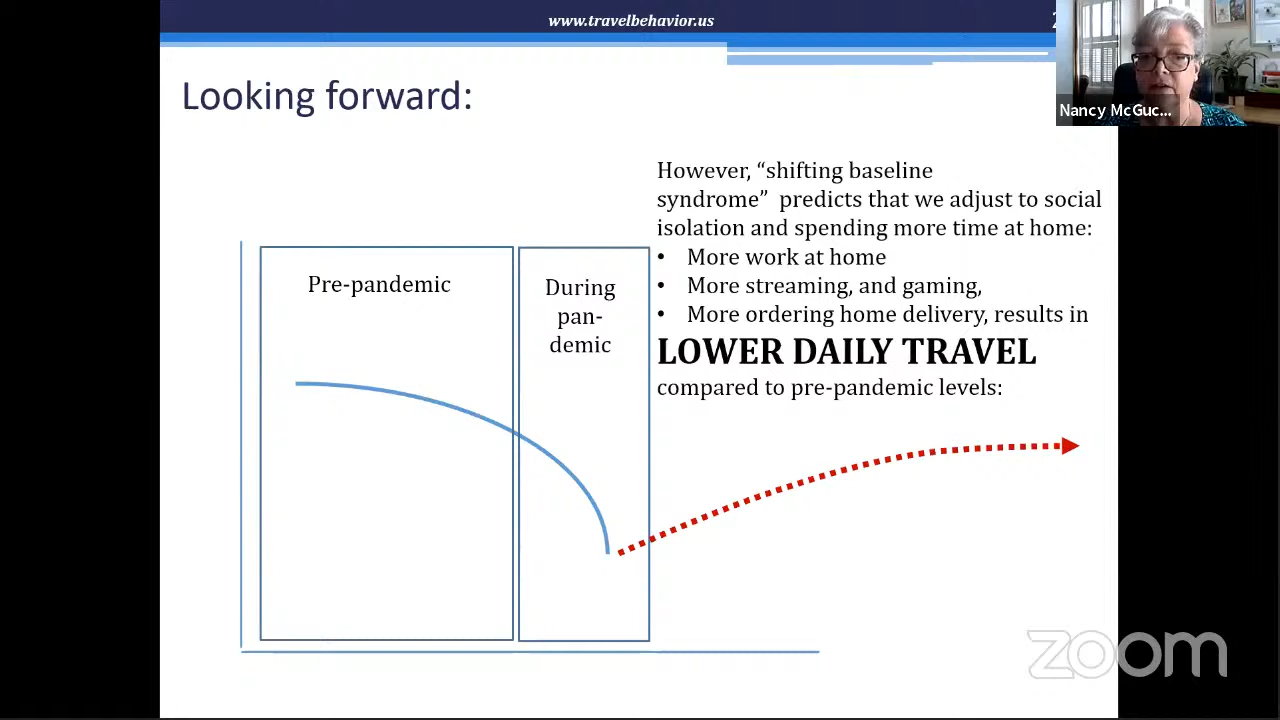 www.travelbehavior.us
Nancy McGuc...
Looking forward:
However, “shifting baseline
syndrome”  predicts that we adjust to social
isolation and spending more time at home:
• More work at home
• More streaming, and gaming,
• More ordering home delivery, results in
LOWER DAILY TRAVEL
compared to pre-pandemic levels:
Pre-pandemic
During
pan-
demic
zoom